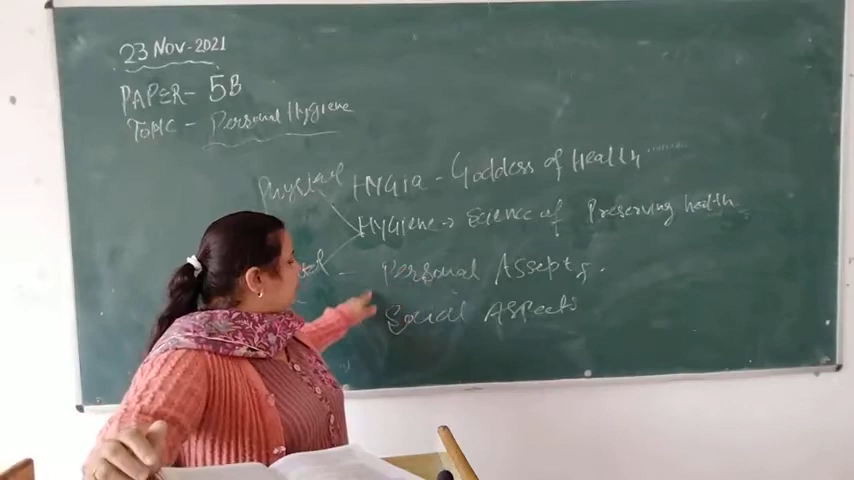 23 Nov-2021
PAPER- 5B
Topic - Personal Hygiene
Physical HYGIA - Goddess of Health
Hygiene → Science of Preserving health
- Personal Assepts.
Social Aspects